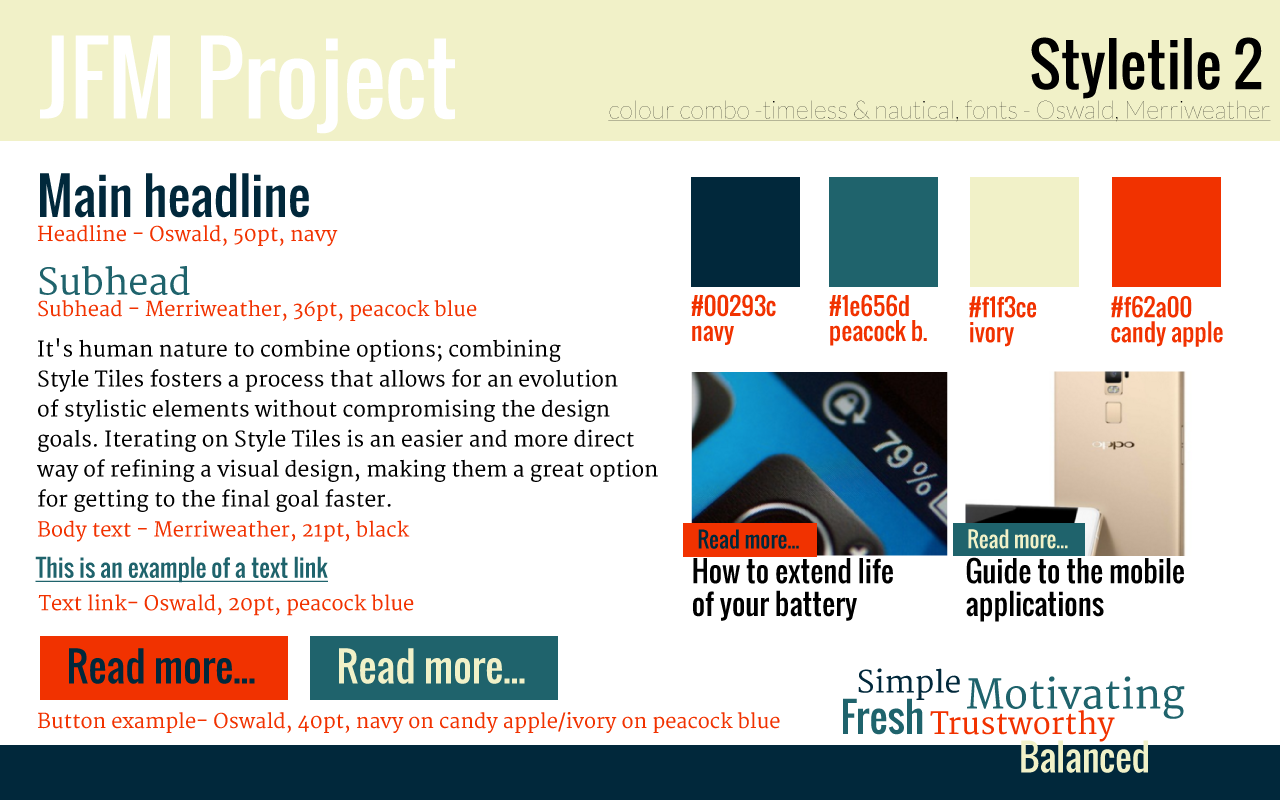 JFM Project
Styletile 2
colour combo -timeless & nautical, fonts - Oswald, Merriweather
Main headline
Headline - Oswald, 50pt, navy
Subhead
Subhead - Merriweather, 36pt, peacock blue
It's human nature to combine options; combining
Style Tiles fosters a process that allows for an evolution
of stylistic elements without compromising the design
goals. Iterating on Style Tiles is an easier and more direct
way of refining a visual design, making them a great option
for getting to the final goal faster.
Body text - Merriweather, 21pt, black
This is an example of a text link
Text link- Oswald, 20pt, peacock blue
Read more...
Read more...
Button example- Oswald, 40pt, navy on candy apple/ivory on peacock blue
#00293c
navy
#1e656d
peacock b.
#f1f3ce
ivory
#f62a00
candy apple
79%
Read more...
How to extend life
of your battery
oppo
Read more...
Guide to the mobile
applications
Simple
Motivating
Fresh
Trustworthy
Balanced